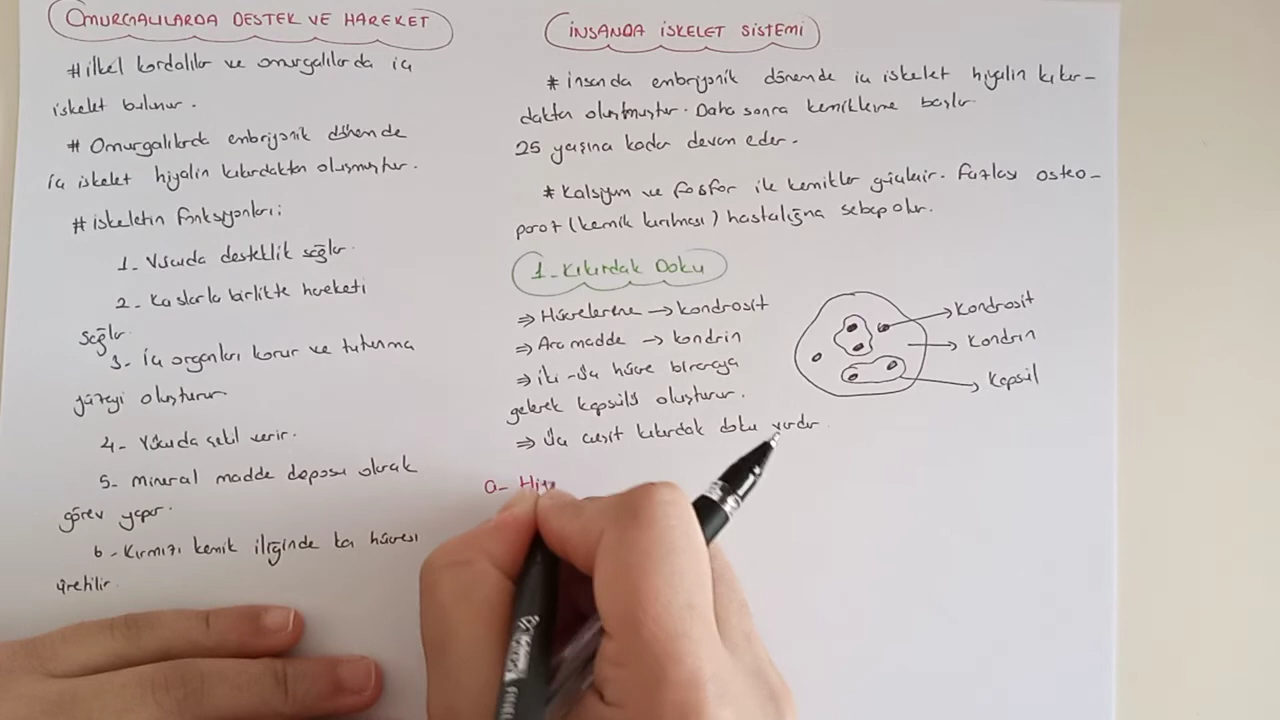 OMURGALILARDA DESTEK VE HAREKET
# İlkel kordalılar ve omurgalılarda iç
iskelet bulunur.
# Omurgalılarda embriyonik dönemde
iç iskelet hiyalin kıkırdaktan oluşmuştur.
# iskeletin fonksiyonları:
1- Vücuda desteklik sağlar.
2- Kaslarla birlikte hareketi
sağlar.
3- İç organları korur ve tutunma
yüzeyi oluşturur
4- Vücuda şekil verir.
5- Mineral madde deposu olarak
görev yapar.
6- Kırmızı kemik iliğinde kan hücresi
üretilir.
İNSANDA İSKELET SİSTEMİ
* İnsanda embriyonik dönemde iç iskelet hiyalin kıkır-
daktan oluşmuştur. Daha sonra kemikleşme başlar.
25 yaşına kadar devam eder.
* Kalsiyum ve fosfor ile kemikler güçlenir. Fazlası osteo-
porot (kemik kırılması) hastalığına sebep olur.
1- Kıkırdak Doku
⇒ Hücrelerine → kondrosit
⇒ Ara madde → kondrin
⇒ iki-üç hücre biraraya
gelerek kapsülü oluşturur.
⇒ Üç çeşit kıkırdak doku vardır.
Kondrosit
Kondrin
Kapsül
a- Hiy